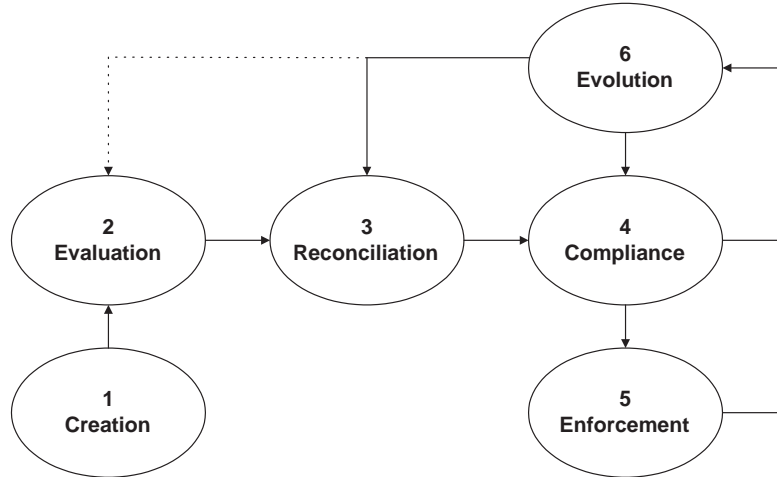 6
Evolution
2
Evaluation
3
Reconciliation
4
Compliance
1
Creation
5
Enforcement